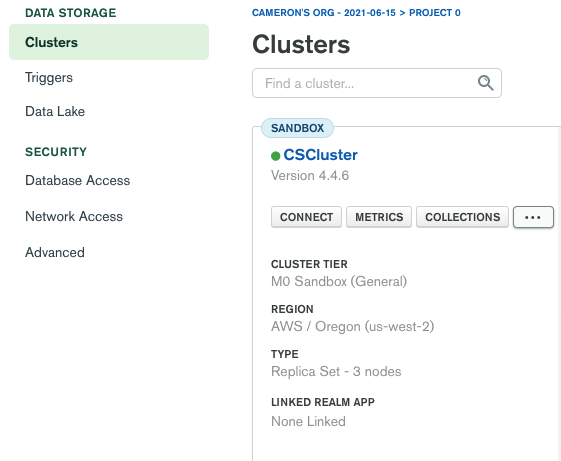 DATA STORAGE
Clusters
Triggers
Data Lake
SECURITY
Database Access
Network Access
Advanced
CAMERON'S ORG - 2021-06-15 > PROJECT 0
Clusters
Find a cluster...
SANDBOX
CSCluster
Version 4.4.6
CONNECT METRICS COLLECTIONS ...
CLUSTER TIER
M0 Sandbox (General)
REGION
AWS / Oregon (us-west-2)
TYPE
Replica Set - 3 nodes
LINKED REALM APP
None Linked